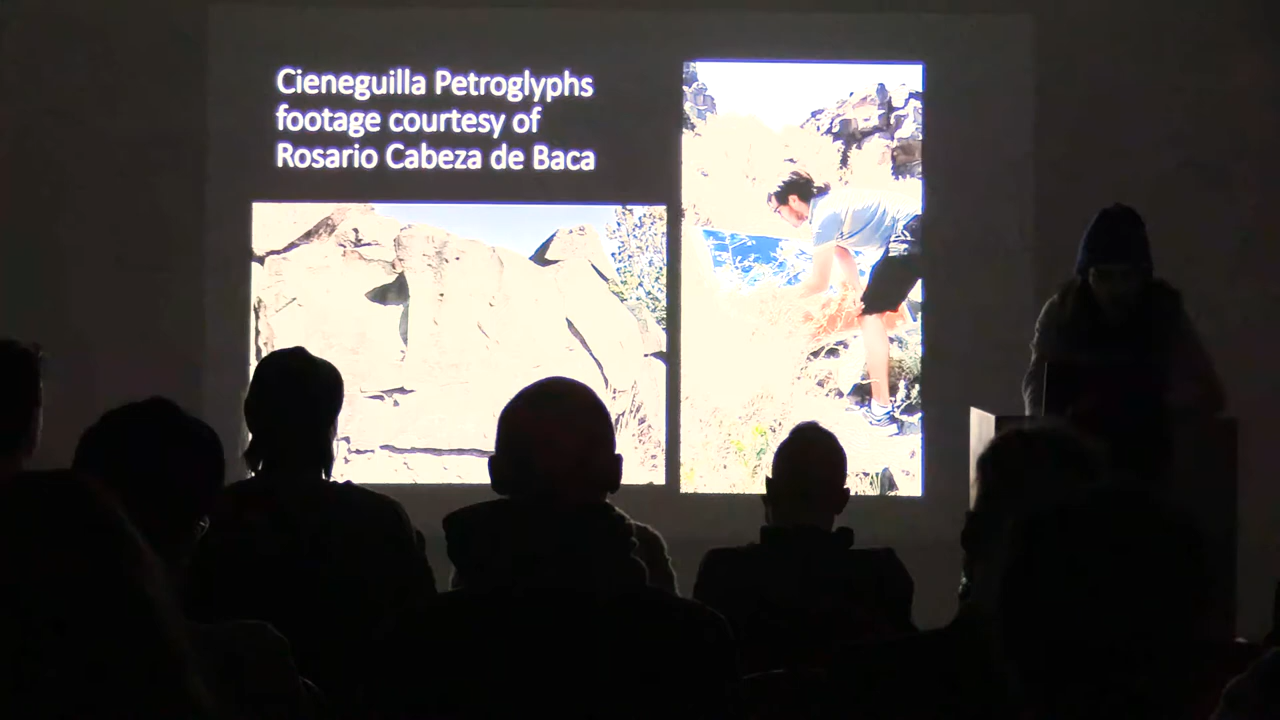 Cieneguilla Petroglyphs
footage courtesy of
Rosario Cabeza de Baca